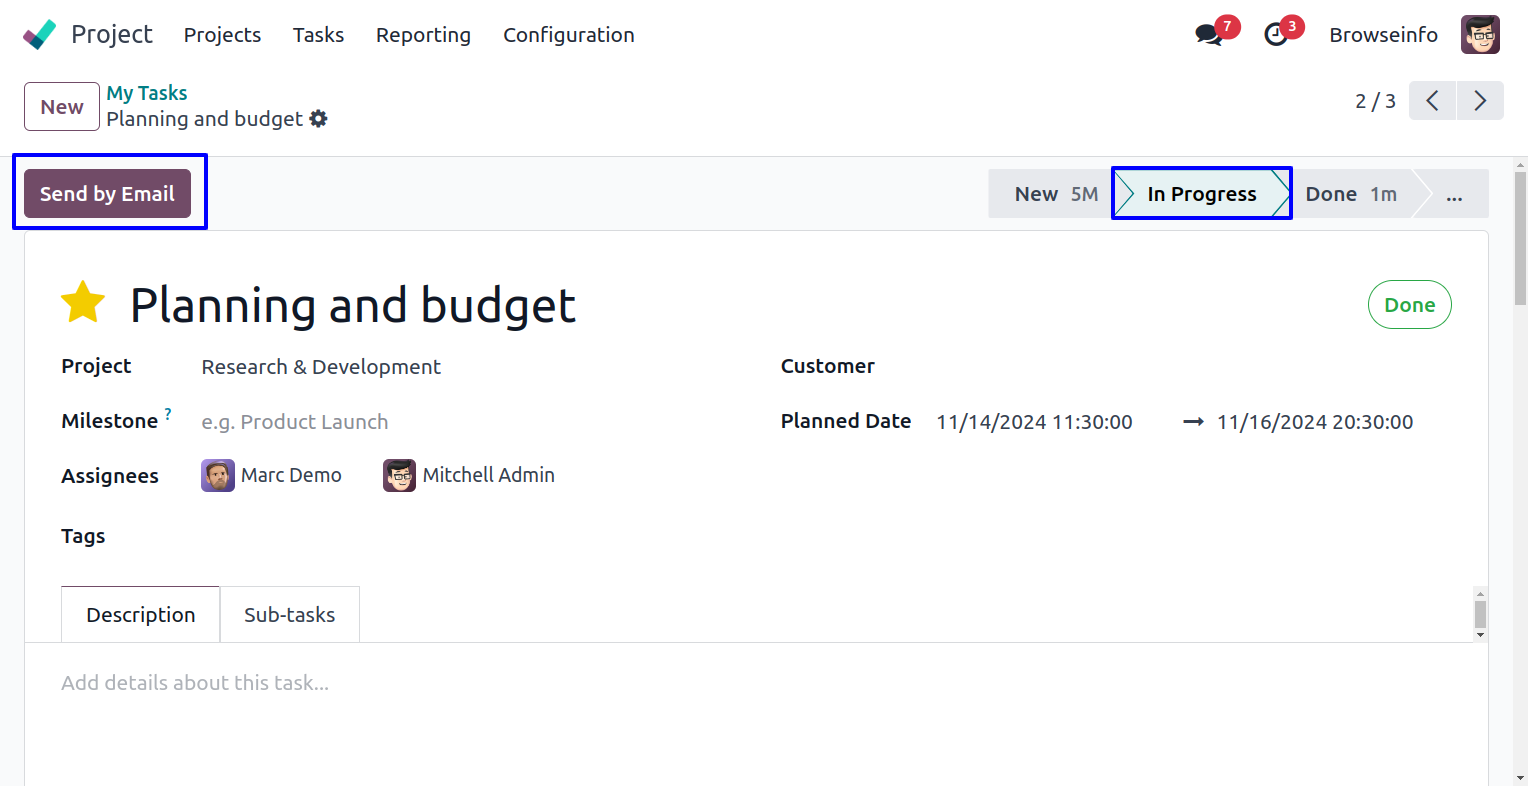 Project Projects Tasks Reporting Configuration 7 3 Browseinfo
New My Tasks
Planning and budget 2 / 3
Send by Email New 5M In Progress Done 1m ...
Planning and budget Done
Project Research & Development Customer
Milestone ? e.g. Product Launch Planned Date 11/14/2024 11:30:00 → 11/16/2024 20:30:00
Assignees Marc Demo Mitchell Admin
Tags
Description Sub-tasks
Add details about this task...